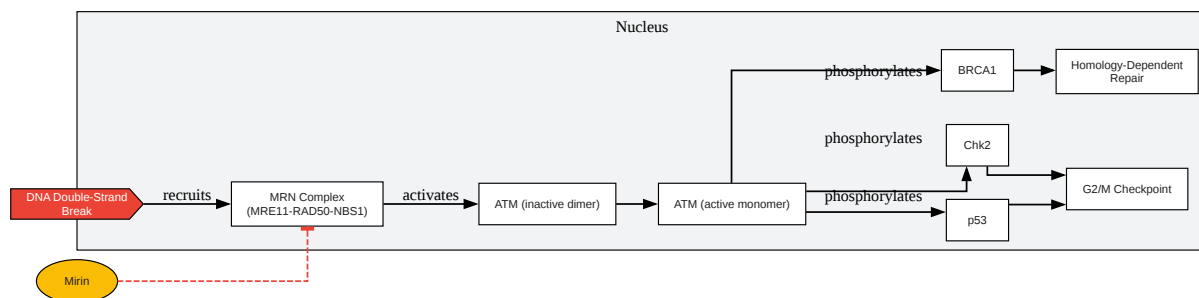 Nucleus
phosphorylates
BRCA1
Homology-Dependent
Repair
phosphorylates
Chk2
DNA Double-Strand
Break
recruits
MRN Complex
(MRE11-RAD50-NBS1)
activates
ATM (inactive dimer)
ATM (active monomer)
phosphorylates
p53
G2/M Checkpoint
Mirin